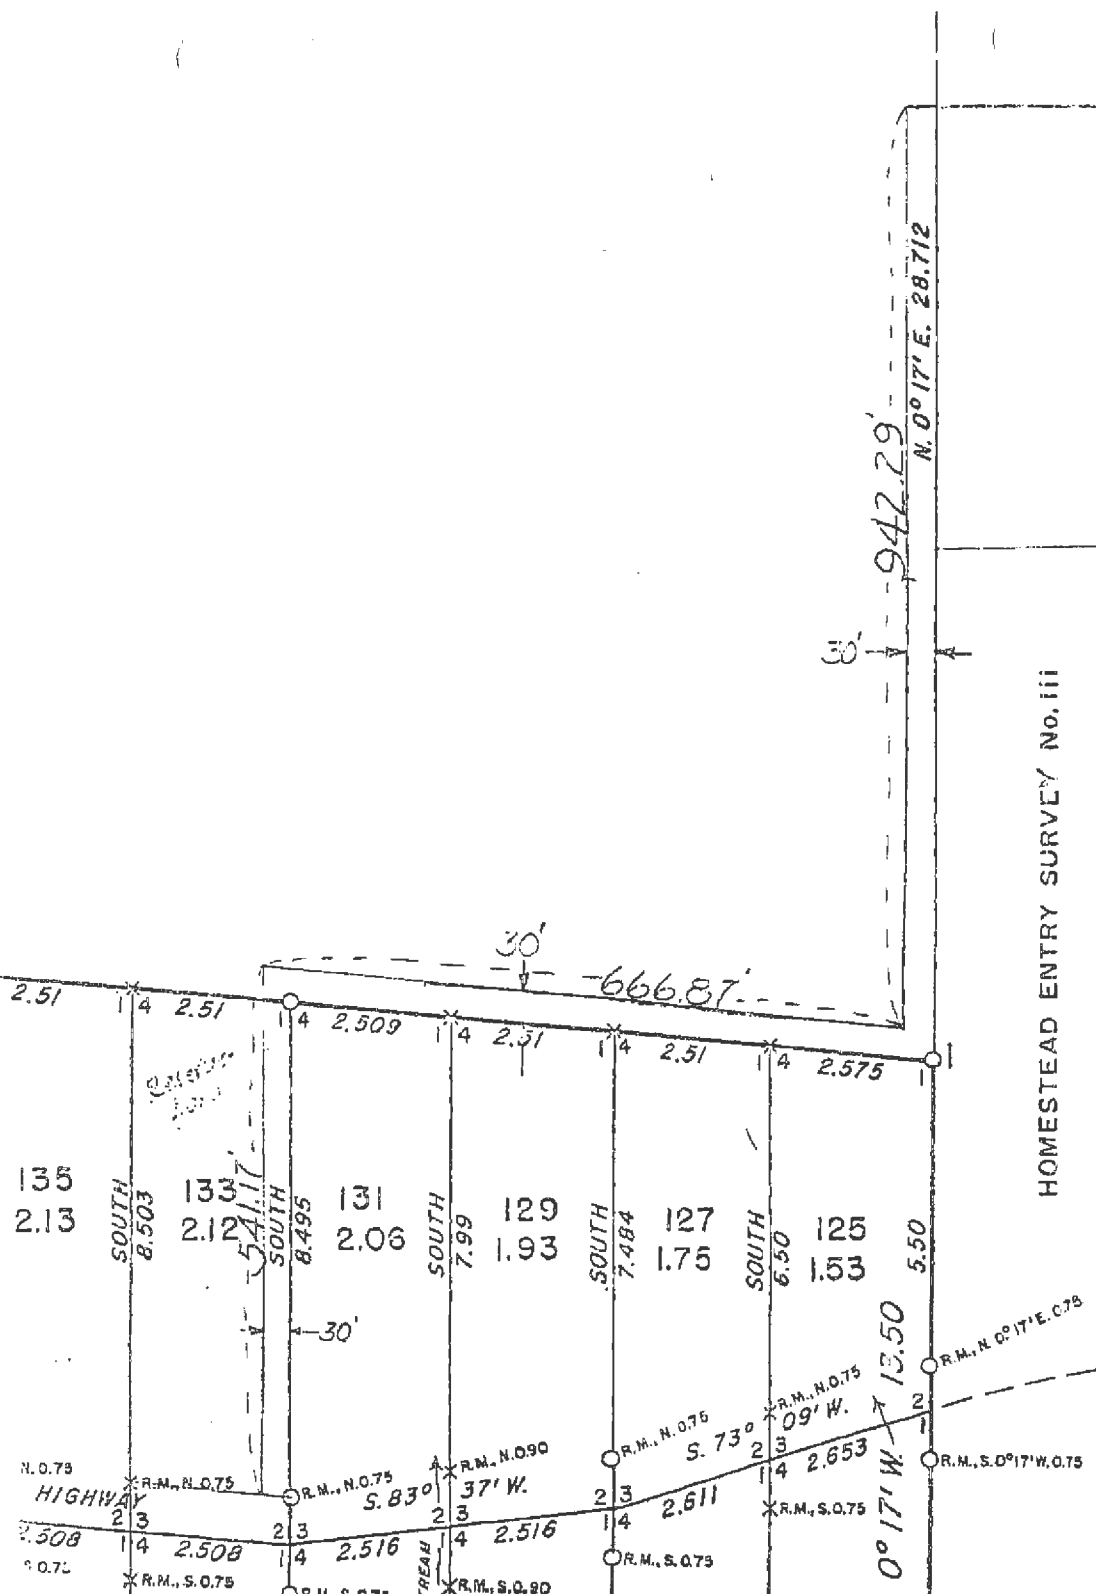 N. 0° 17' E. 28.712
942.29'
30'
HOMESTEAD ENTRY SURVEY No. 111
30'
666.87'
2.51
1 4
2.51
1 4
2.509
1 4
2.51
1 4
2.51
1 4
2.575
1
1
135
2.13
SOUTH
8.503
133
2.12
541.17'
SOUTH
8.495
131
2.06
SOUTH
7.99
129
1.93
SOUTH
7.484
127
1.75
SOUTH
6.50
125
1.53
5.50
30'
0° 17' W. 13.50
R.M., N. 0° 17' E. 0.75
R.M., N. 0.75
S. 73° 09' W.
2
1
R.M., N. 0.75
R.M., N. 0.90
N. 0.75
R.M., N. 0.75
R.M., N. 0.75
S. 83° 37' W.
2 3
1 4
2.653
R.M., S. 0° 17' W. 0.75
HIGHWAY
2 3
1 4
2.611
R.M., S. 0.75
2.508
2 3
1 4
2.508
2 3
1 4
2.516
2 3
1 4
2.516
R.M., S. 0.75
S. 0.75
R.M., S. 0.75
R.M., S. 0.75
R.M., S. 0.90